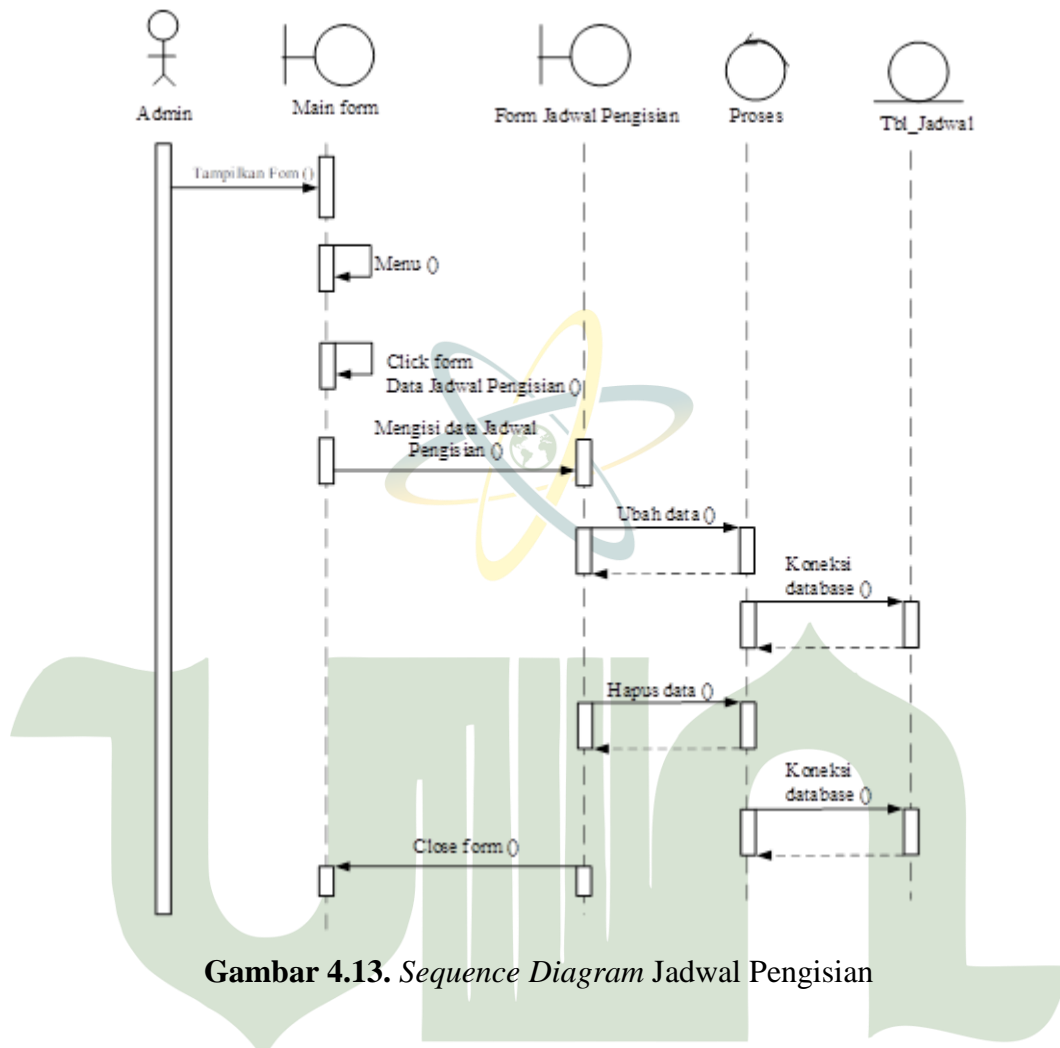 Admin
Main form
Form Jadwal Pengisian
Proses
Tbl_Jadwal
Tampilkan Fom ()
Menu ()
Click form
Data Jadwal Pengisian ()
Mengisi data Jadwal
Pengisian ()
Ubah data ()
Koneksi
database ()
Hapus data ()
Koneksi
database ()
Close form ()
Gambar 4.13. Sequence Diagram Jadwal Pengisian